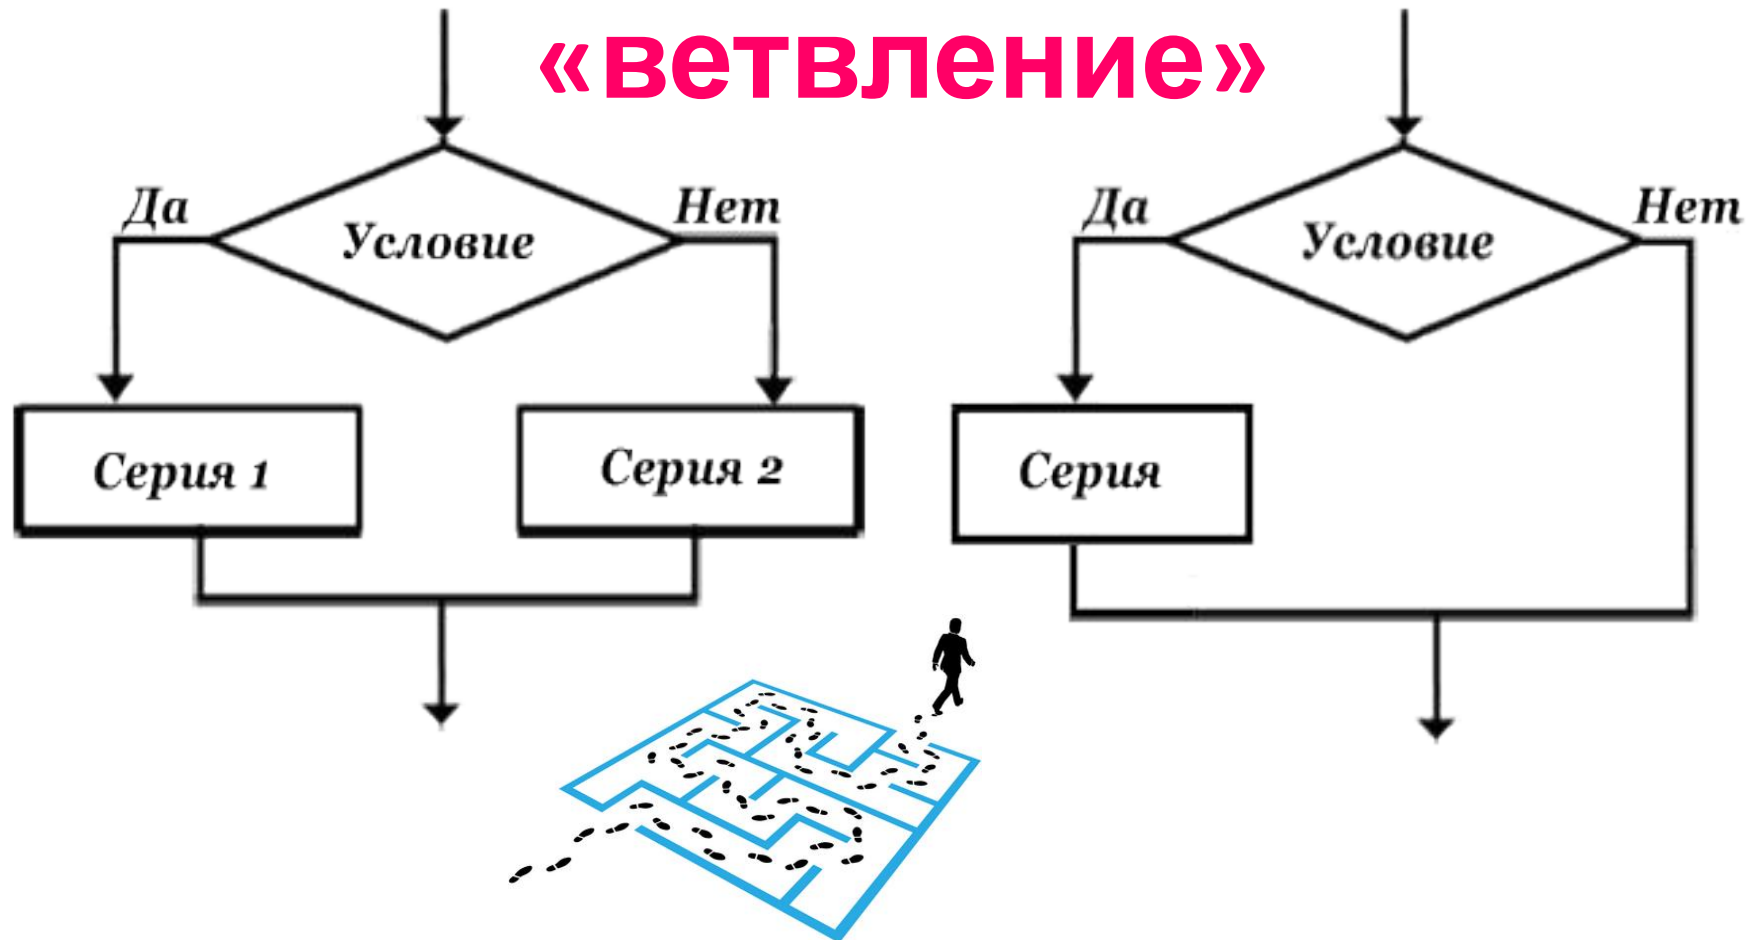 «ветвление»
Да
Условие
Нет
Серия 1
Серия 2
Да
Условие
Нет
Серия